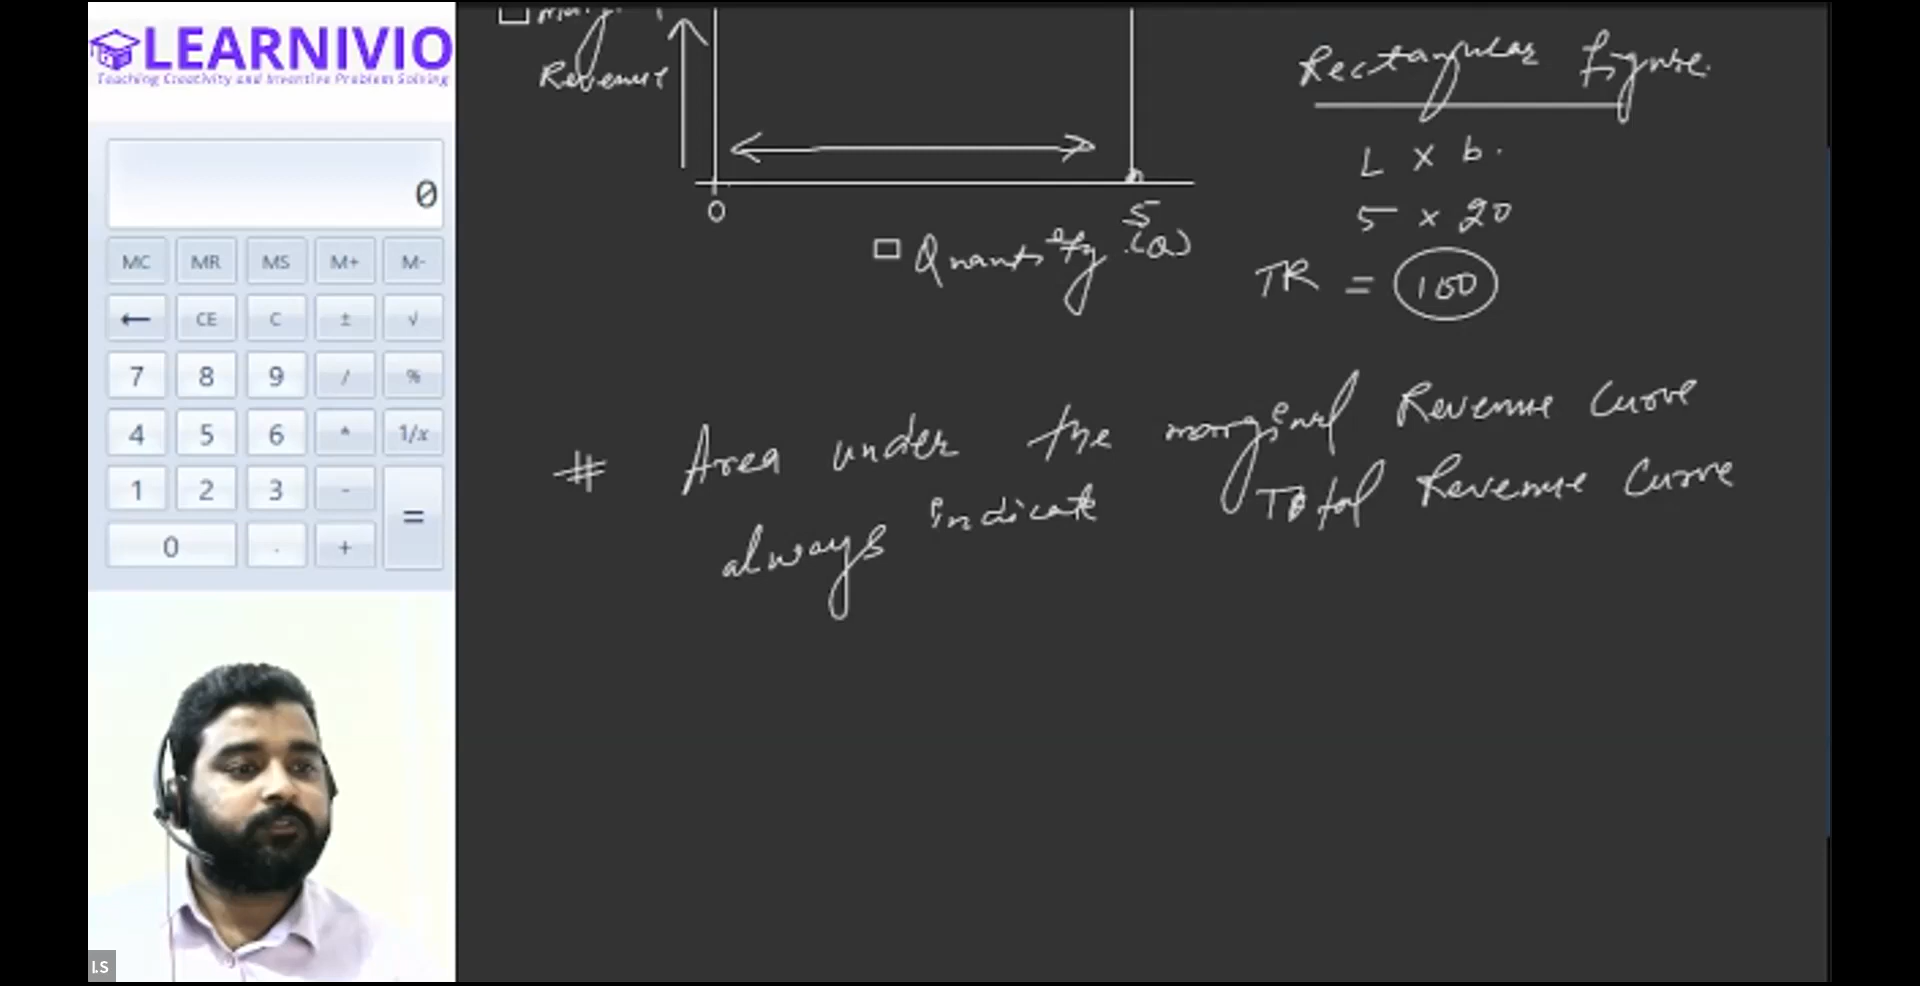 LEARNIVIO
Teaching Creativity and Inventive Problem Solving
0
MC MR MS M+ M-
← CE C ± √
7 8 9 / %
4 5 6 * 1/x
1 2 3 - =
0 . +
I.S
Revenue
0
5
Quantity (Q)
Rectangular figure.
L x b.
5 x 20
TR = 100
# Area under the marginal Revenue Curve
always indicate Total Revenue Curve